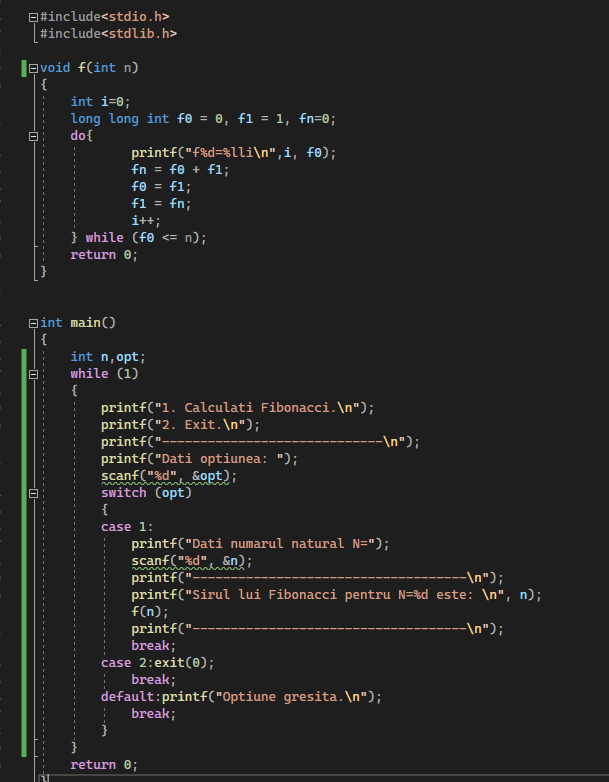 #include<stdio.h>
#include<stdlib.h>
void f(int n)
{
int i=0;
long long int f0 = 0, f1 = 1, fn=0;
do{
printf("f%d=%lli\n",i, f0);
fn = f0 + f1;
f0 = f1;
f1 = fn;
i++;
} while (f0 <= n);
return 0;
}
int main()
{
int n,opt;
while (1)
{
printf("1. Calculati Fibonacci.\n");
printf("2. Exit.\n");
printf("-----------------------------\n");
printf("Dati optiunea: ");
scanf("%d", &opt);
switch (opt)
{
case 1:
printf("Dati numarul natural N=");
scanf("%d", &n);
printf("------------------------------------\n");
printf("Sirul lui Fibonacci pentru N=%d este: \n", n);
f(n);
printf("------------------------------------\n");
break;
case 2:exit(0);
break;
default:printf("Optiune gresita.\n");
break;
}
}
return 0;
}